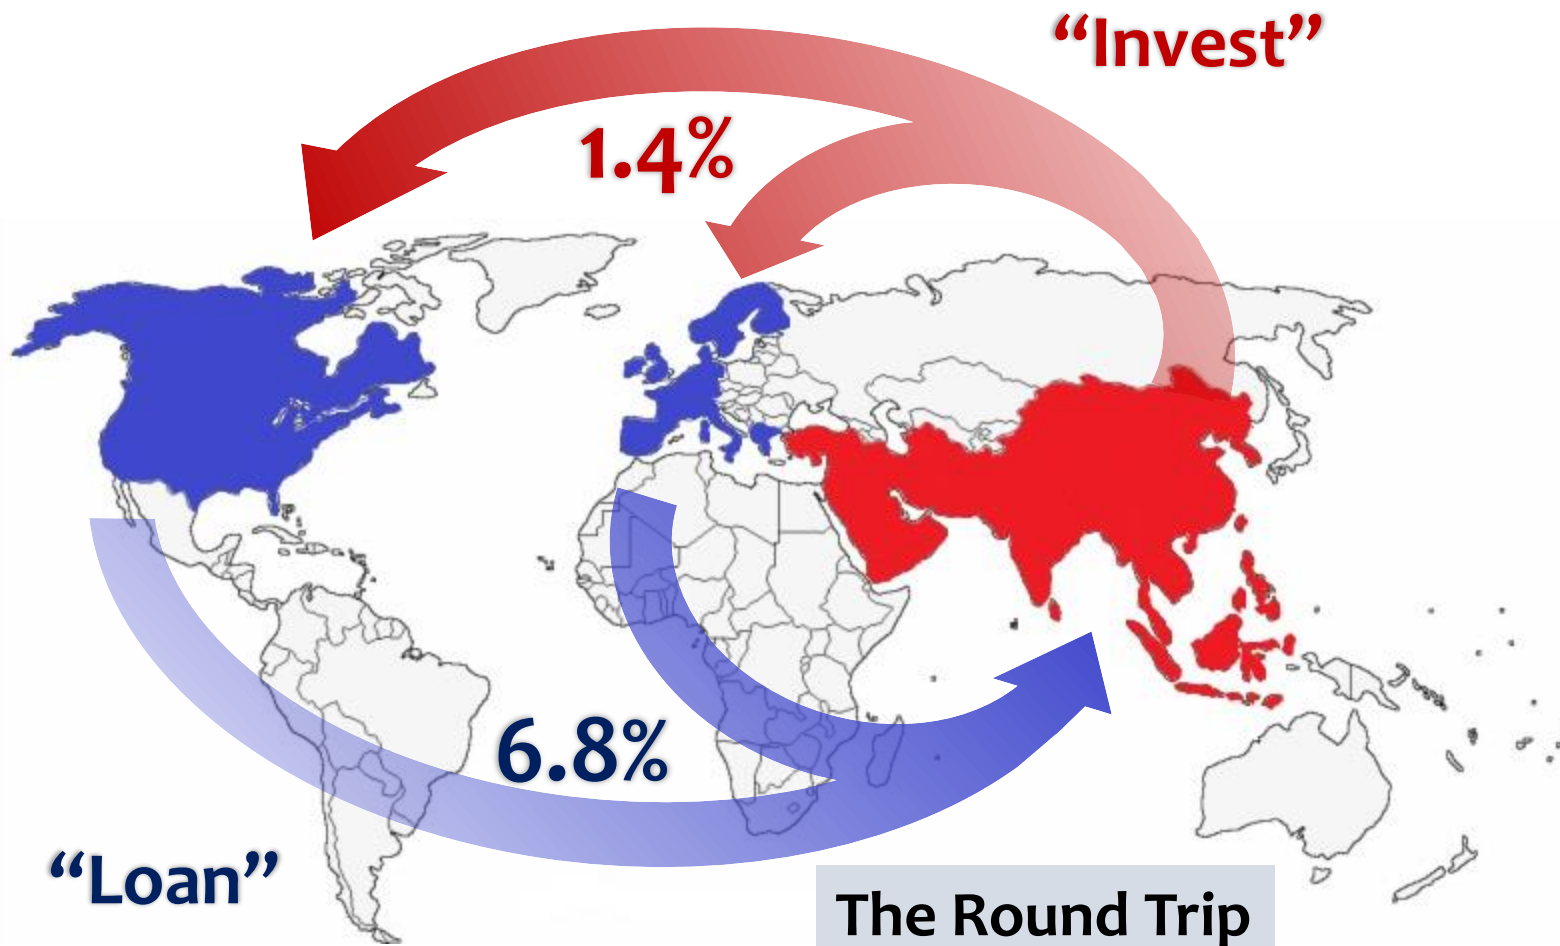 “Invest”
1.4%
6.8%
“Loan”
The Round Trip